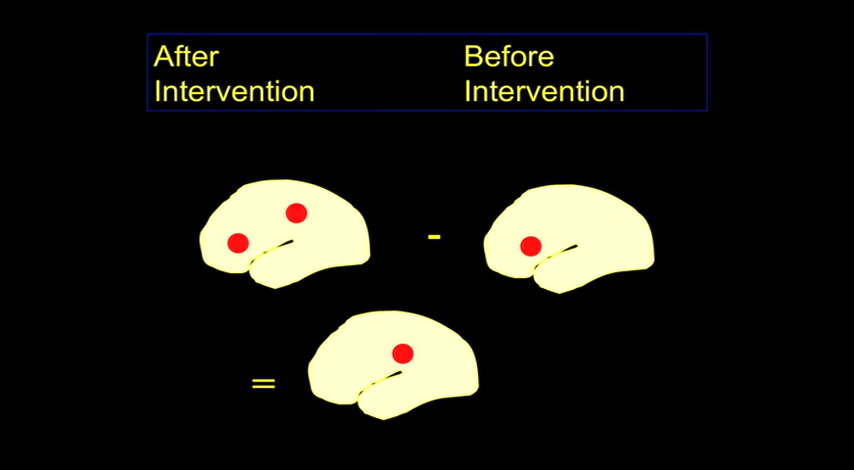 After
Intervention
Before
Intervention
-
=